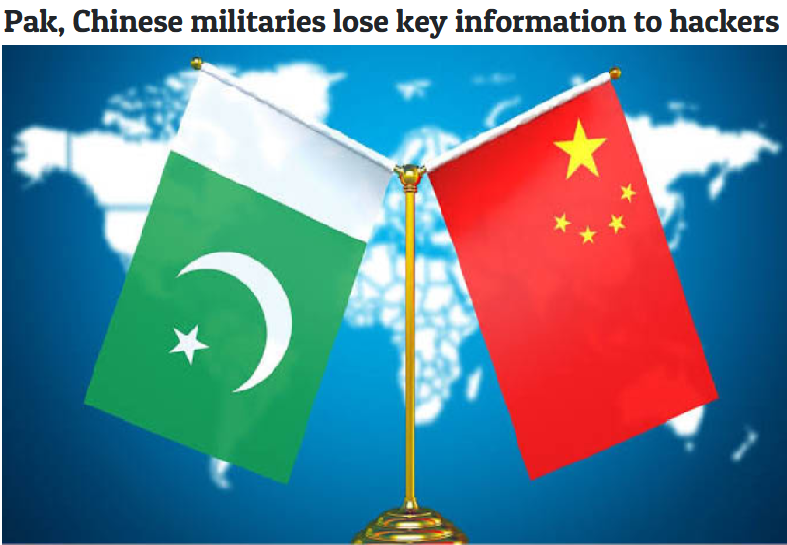 Pak, Chinese militaries lose key information to hackers